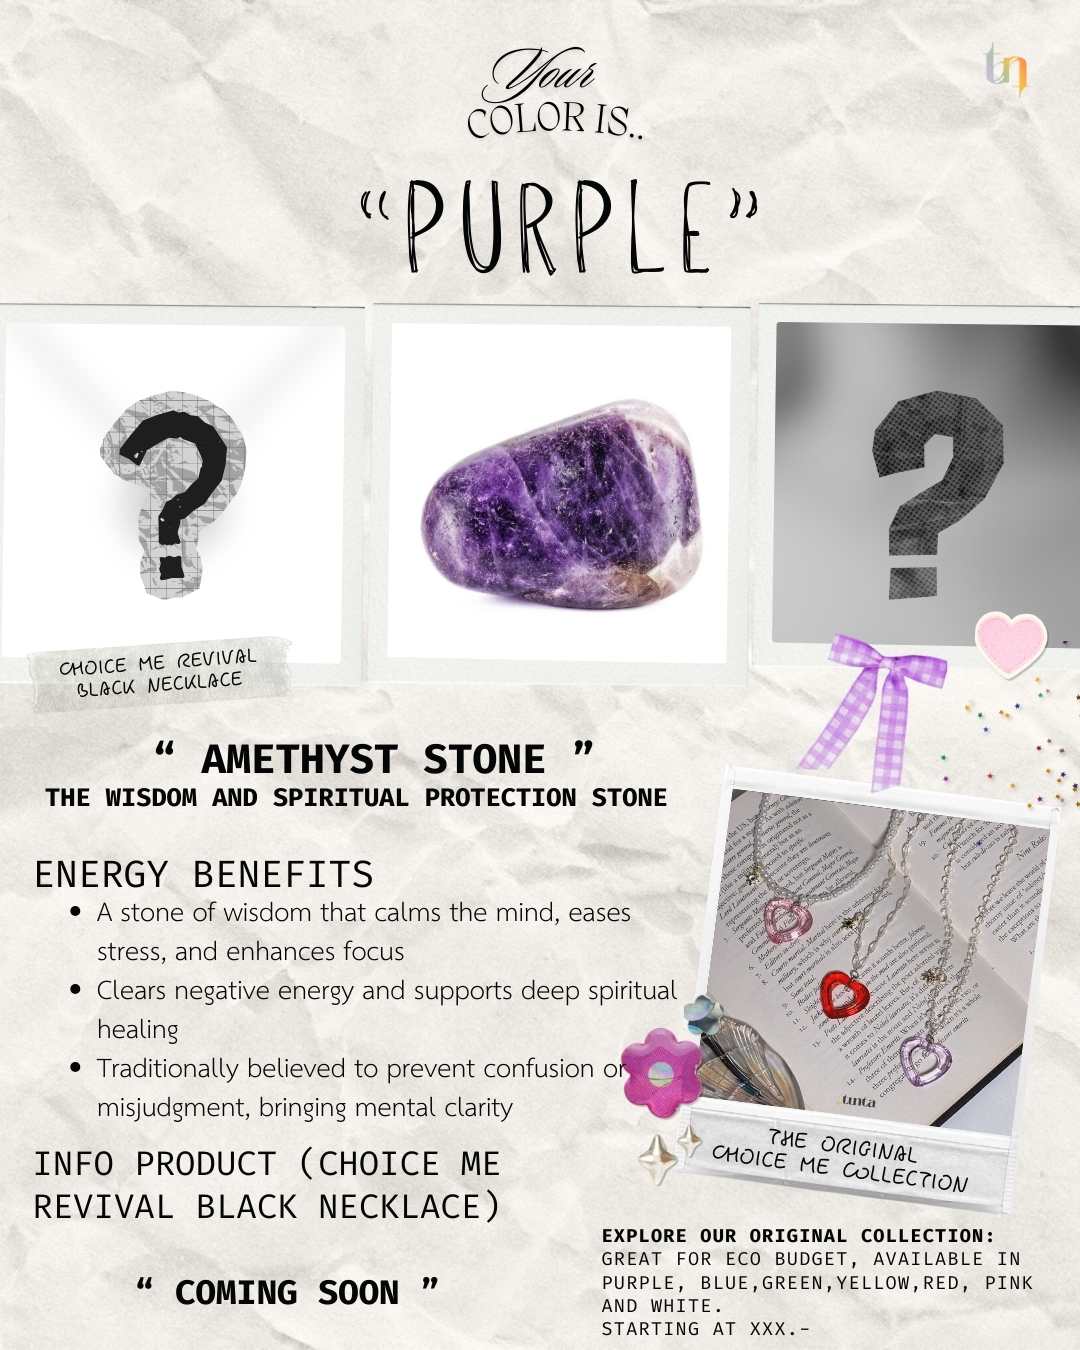 Your
COLOR IS..
“PURPLE”
tn
CHOICE ME REVIVAL
BLACK NECKLACE
“ AMETHYST STONE ”
THE WISDOM AND SPIRITUAL PROTECTION STONE
ENERGY BENEFITS
• A stone of wisdom that calms the mind, eases
stress, and enhances focus
• Clears negative energy and supports deep spiritual
healing
• Traditionally believed to prevent confusion or
misjudgment, bringing mental clarity
INFO PRODUCT (CHOICE ME
REVIVAL BLACK NECKLACE)
“ COMING SOON ”
.tunta
THE ORIGINAL
CHOICE ME COLLECTION
EXPLORE OUR ORIGINAL COLLECTION:
GREAT FOR ECO BUDGET, AVAILABLE IN
PURPLE, BLUE,GREEN,YELLOW,RED, PINK
AND WHITE.
STARTING AT XXX.-